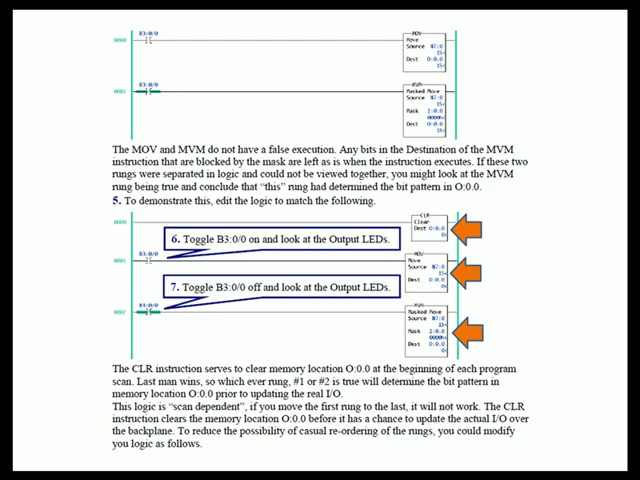 B3:0/0
0000
MOV
Move
Source N7:0
15<
Dest O:0.0
15<
B3:0/0
0001
MVM
Masked Move
Source N7:0
15<
Mask I:0.0
0000h
Dest O:0.0
15<
The MOV and MVM do not have a false execution. Any bits in the Destination of the MVM
instruction that are blocked by the mask are left as is when the instruction executes. If these two
rungs were separated in logic and could not be viewed together, you might look at the MVM
rung being true and conclude that “this” rung had determined the bit pattern in O:0.0.
5. To demonstrate this, edit the logic to match the following.
0000
CLR
Clear
Dest O:0.0
0<
6. Toggle B3:0/0 on and look at the Output LEDs.
B3:0/0
0001
MOV
Move
Source N7:0
15<
Dest O:0.0
0<
7. Toggle B3:0/0 off and look at the Output LEDs.
B3:0/0
0002
MVM
Masked Move
Source N7:0
15<
Mask I:0.0
0000h
Dest O:0.0
0<
The CLR instruction serves to clear memory location O:0.0 at the beginning of each program
scan. Last man wins, so which ever rung, #1 or #2 is true will determine the bit pattern in
memory location O:0.0 prior to updating the real I/O.
This logic is “scan dependent”, if you move the first rung to the last, it will not work. The CLR
instruction clears the memory location O:0.0 before it has a chance to update the actual I/O over
the backplane. To reduce the possibility of casual re-ordering of the rungs, you could modify
you logic as follows.